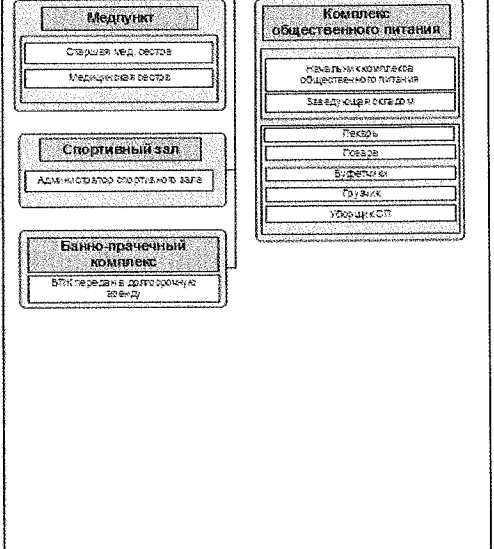 Медпункт
Старшая мед. сестра
Медицинская сестра
Спортивный зал
Администратор спортивного зала
Банно-прачечный
комплекс
БПК передан в долгосрочную
аренду
Комплекс
общественного питания
Начальник комплекса
общественного питания
Заведующая складом
Пекарь
Повара
Буфетчики
Грузчик
Уборщик СП